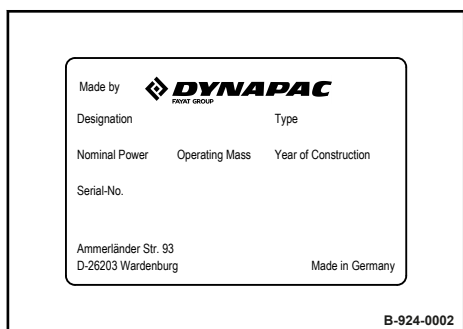 Made by DYNAPAC
FAYAT GROUP
Designation Type
Nominal Power Operating Mass Year of Construction
Serial-No.
Ammerländer Str. 93
D-26203 Wardenburg Made in Germany
B-924-0002